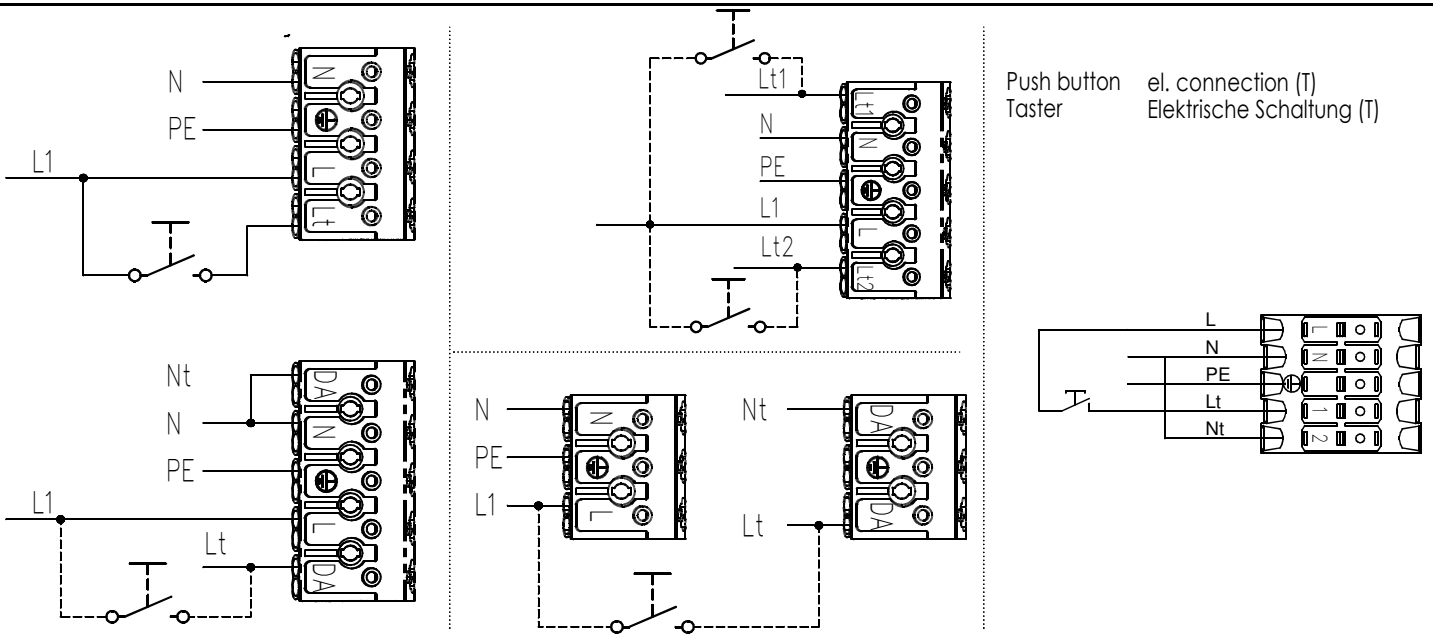 N
PE
L1
N
L
Lt
Lt1
N
PE
L1
Lt2
Lt1
N
L
Lt2
Push button el. connection (T)
Taster Elektrische Schaltung (T)
Nt
N
PE
L1
Lt
DA
N
L
DA
N
PE
L1
N
L
Nt
Lt
DA
DA
L
N
PE
Lt
Nt
L
N
1
2